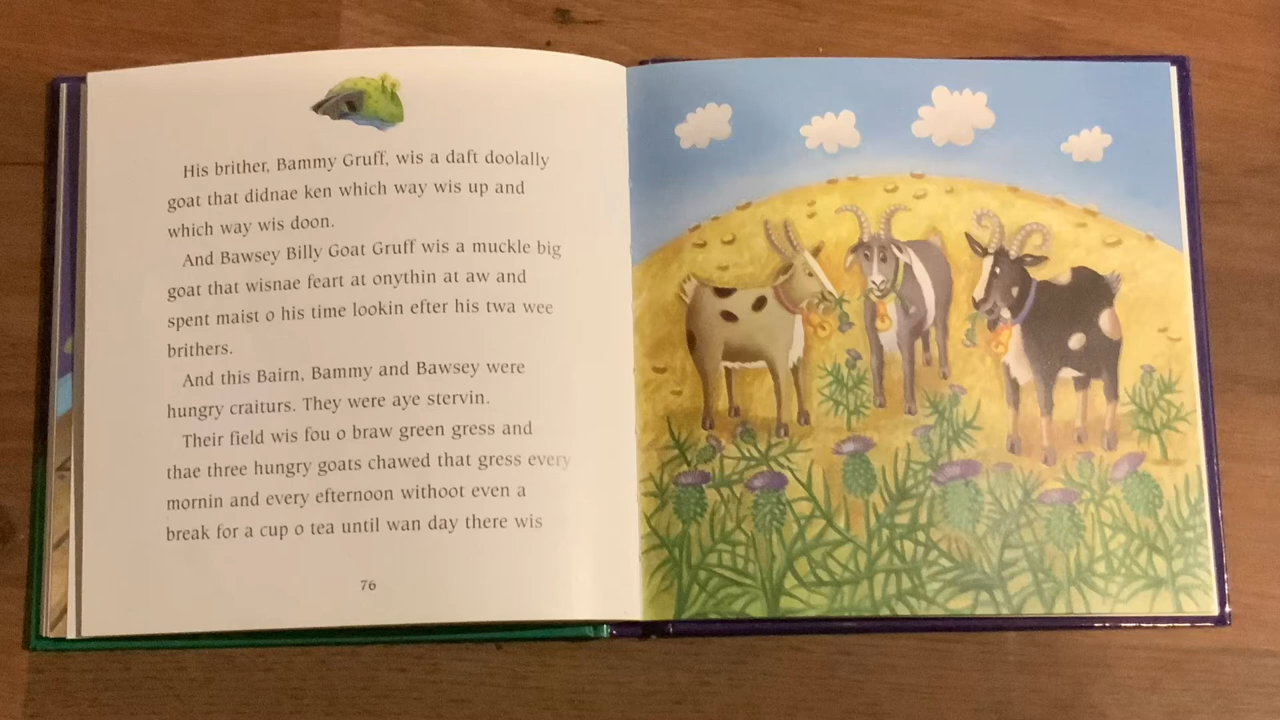 His brither, Bammy Gruff, wis a daft doolally
goat that didnae ken which way wis up and
which way wis doon.
And Bawsey Billy Goat Gruff wis a muckle big
goat that wisnae feart at onythin at aw and
spent maist o his time lookin efter his twa wee
brithers.
And this Bairn, Bammy and Bawsey were
hungry craiturs. They were aye stervin.
Their field wis fou o braw green gress and
thae three hungry goats chawed that gress every
mornin and every efternoon withoot even a
break for a cup o tea until wan day there wis
76